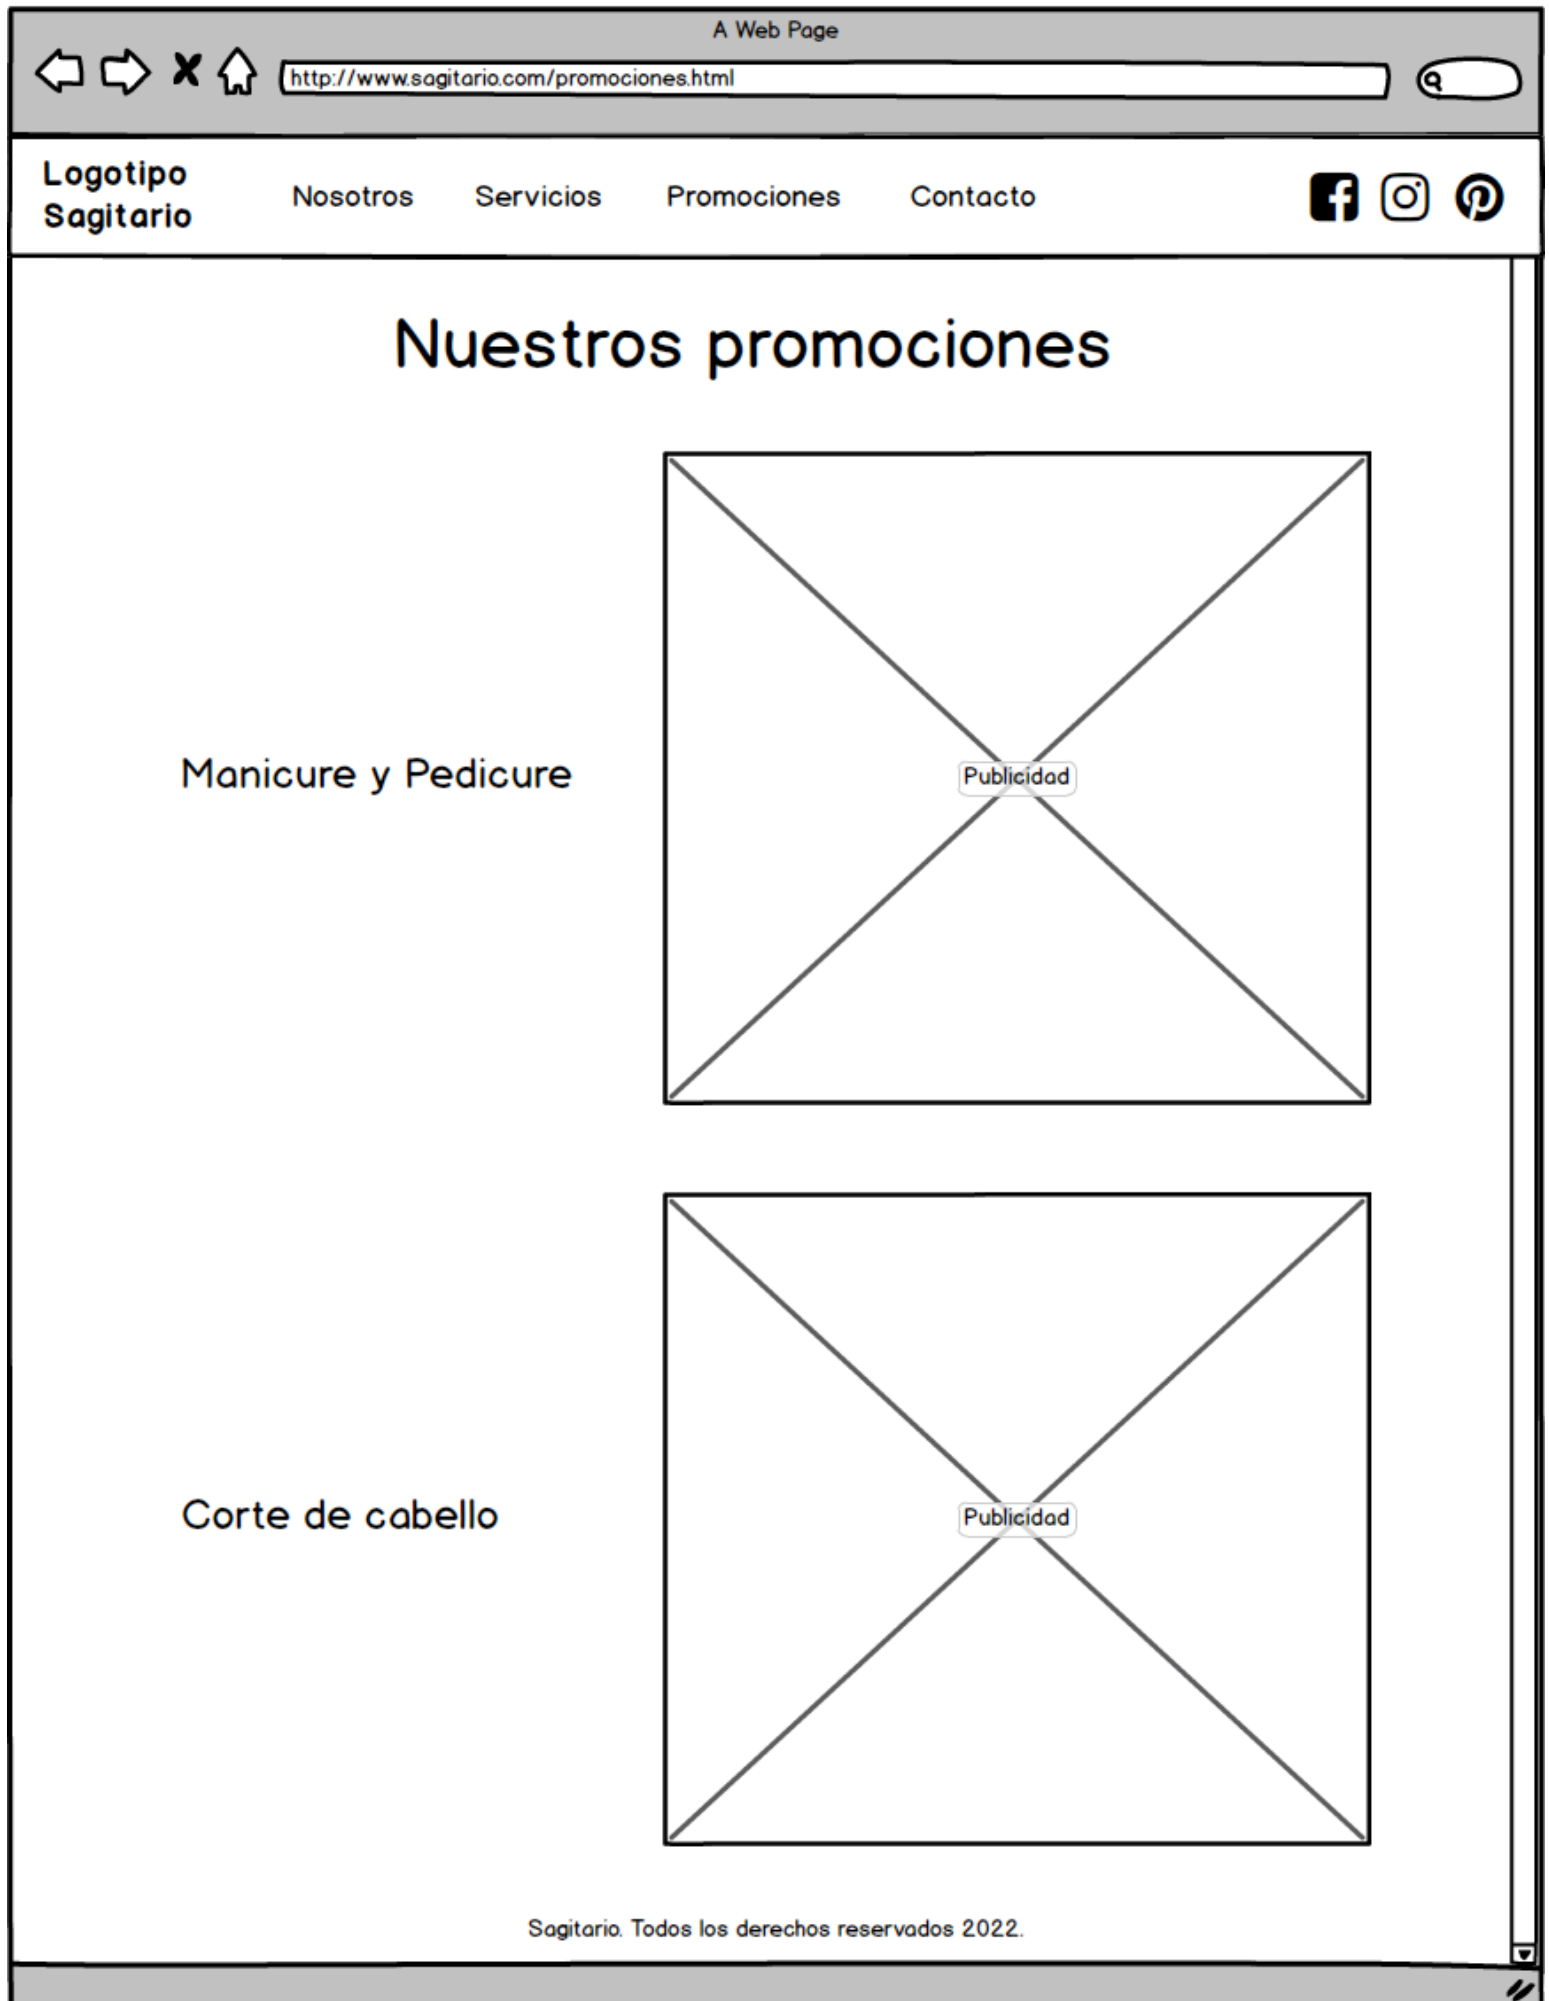 A Web Page
http://www.sagitario.com/promociones.html
Logotipo
Sagitario
Nosotros Servicios Promociones Contacto
Nuestros promociones
Manicure y Pedicure
Publicidad
Corte de cabello
Publicidad
Sagitario. Todos los derechos reservados 2022.